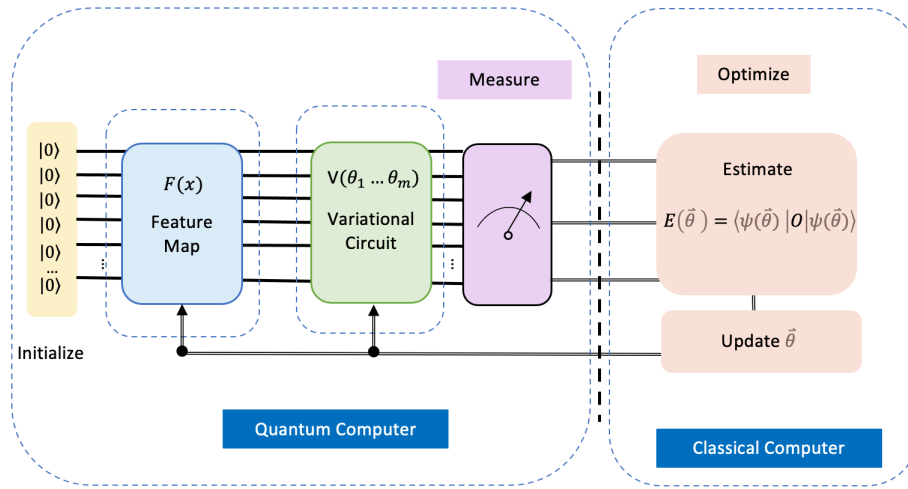 Measure
Optimize
|0⟩
|0⟩
|0⟩
|0⟩
|0⟩
...
|0⟩
Initialize
...
F(x)
Feature
Map
V(θ₁ … θₘ)
Variational
Circuit
...
Estimate
E(θ⃗ ) = ⟨ψ(θ⃗) |O|ψ(θ⃗)⟩
Update θ⃗
Quantum Computer
Classical Computer